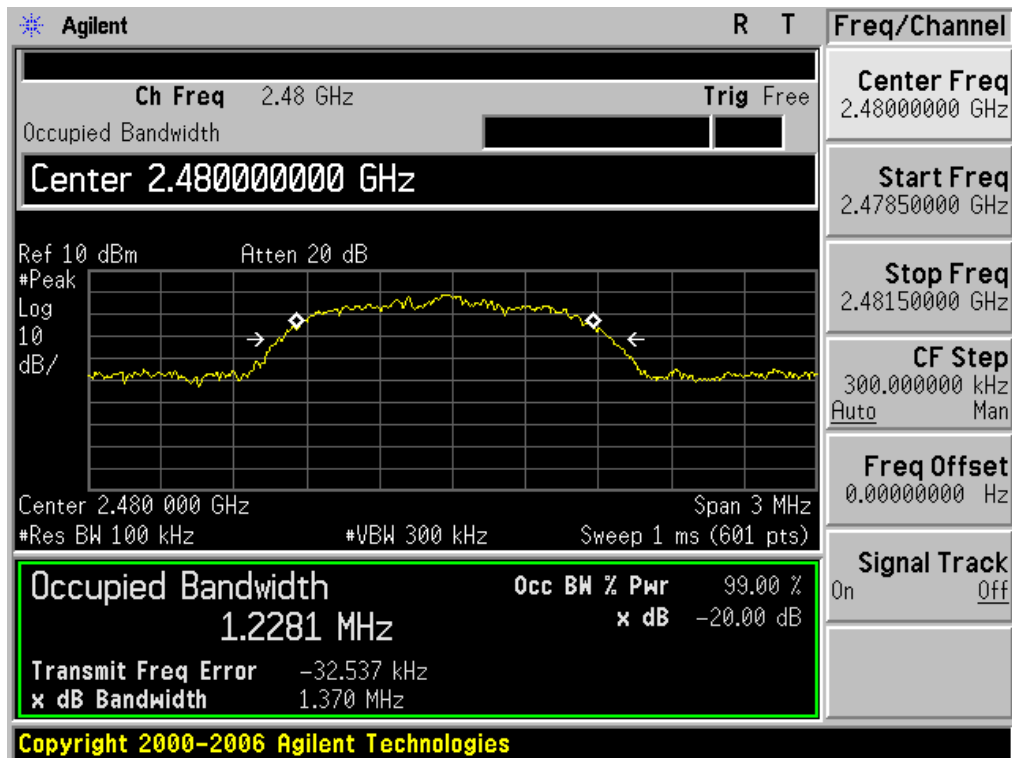 Agilent R T
Freq/Channel
Ch Freq 2.48 GHz Trig Free
Occupied Bandwidth
Center 2.480000000 GHz
Ref 10 dBm Atten 20 dB
#Peak
Log
10
dB/
Center 2.480 000 GHz Span 3 MHz
#Res BW 100 kHz #VBW 300 kHz Sweep 1 ms (601 pts)
Occupied Bandwidth
1.2281 MHz
Occ BW % Pwr 99.00 %
x dB -20.00 dB
Transmit Freq Error -32.537 kHz
x dB Bandwidth 1.370 MHz
Center Freq
2.48000000 GHz
Start Freq
2.47850000 GHz
Stop Freq
2.48150000 GHz
CF Step
300.000000 kHz
Auto Man
Freq Offset
0.00000000 Hz
Signal Track
On Off
Copyright 2000-2006 Agilent Technologies